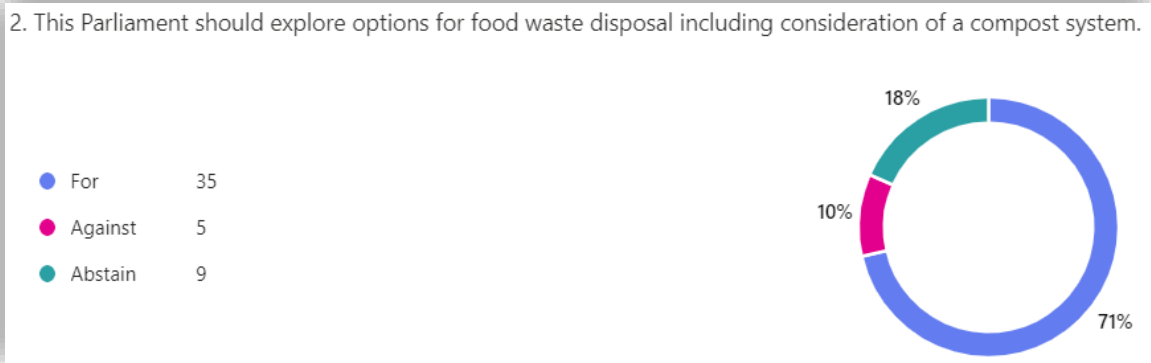 2. This Parliament should explore options for food waste disposal including consideration of a compost system.
18%
For 35
10%
Against 5
Abstain 9
71%